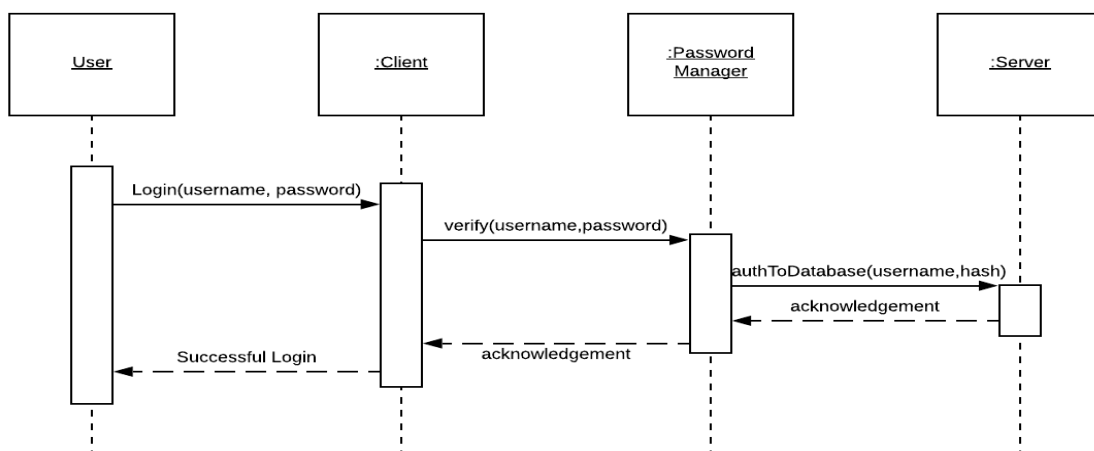 User
:Client
:Password
Manager
:Server
Login(username, password)
verify(username,password)
authToDatabase(username,hash)
acknowledgement
acknowledgement
Successful Login